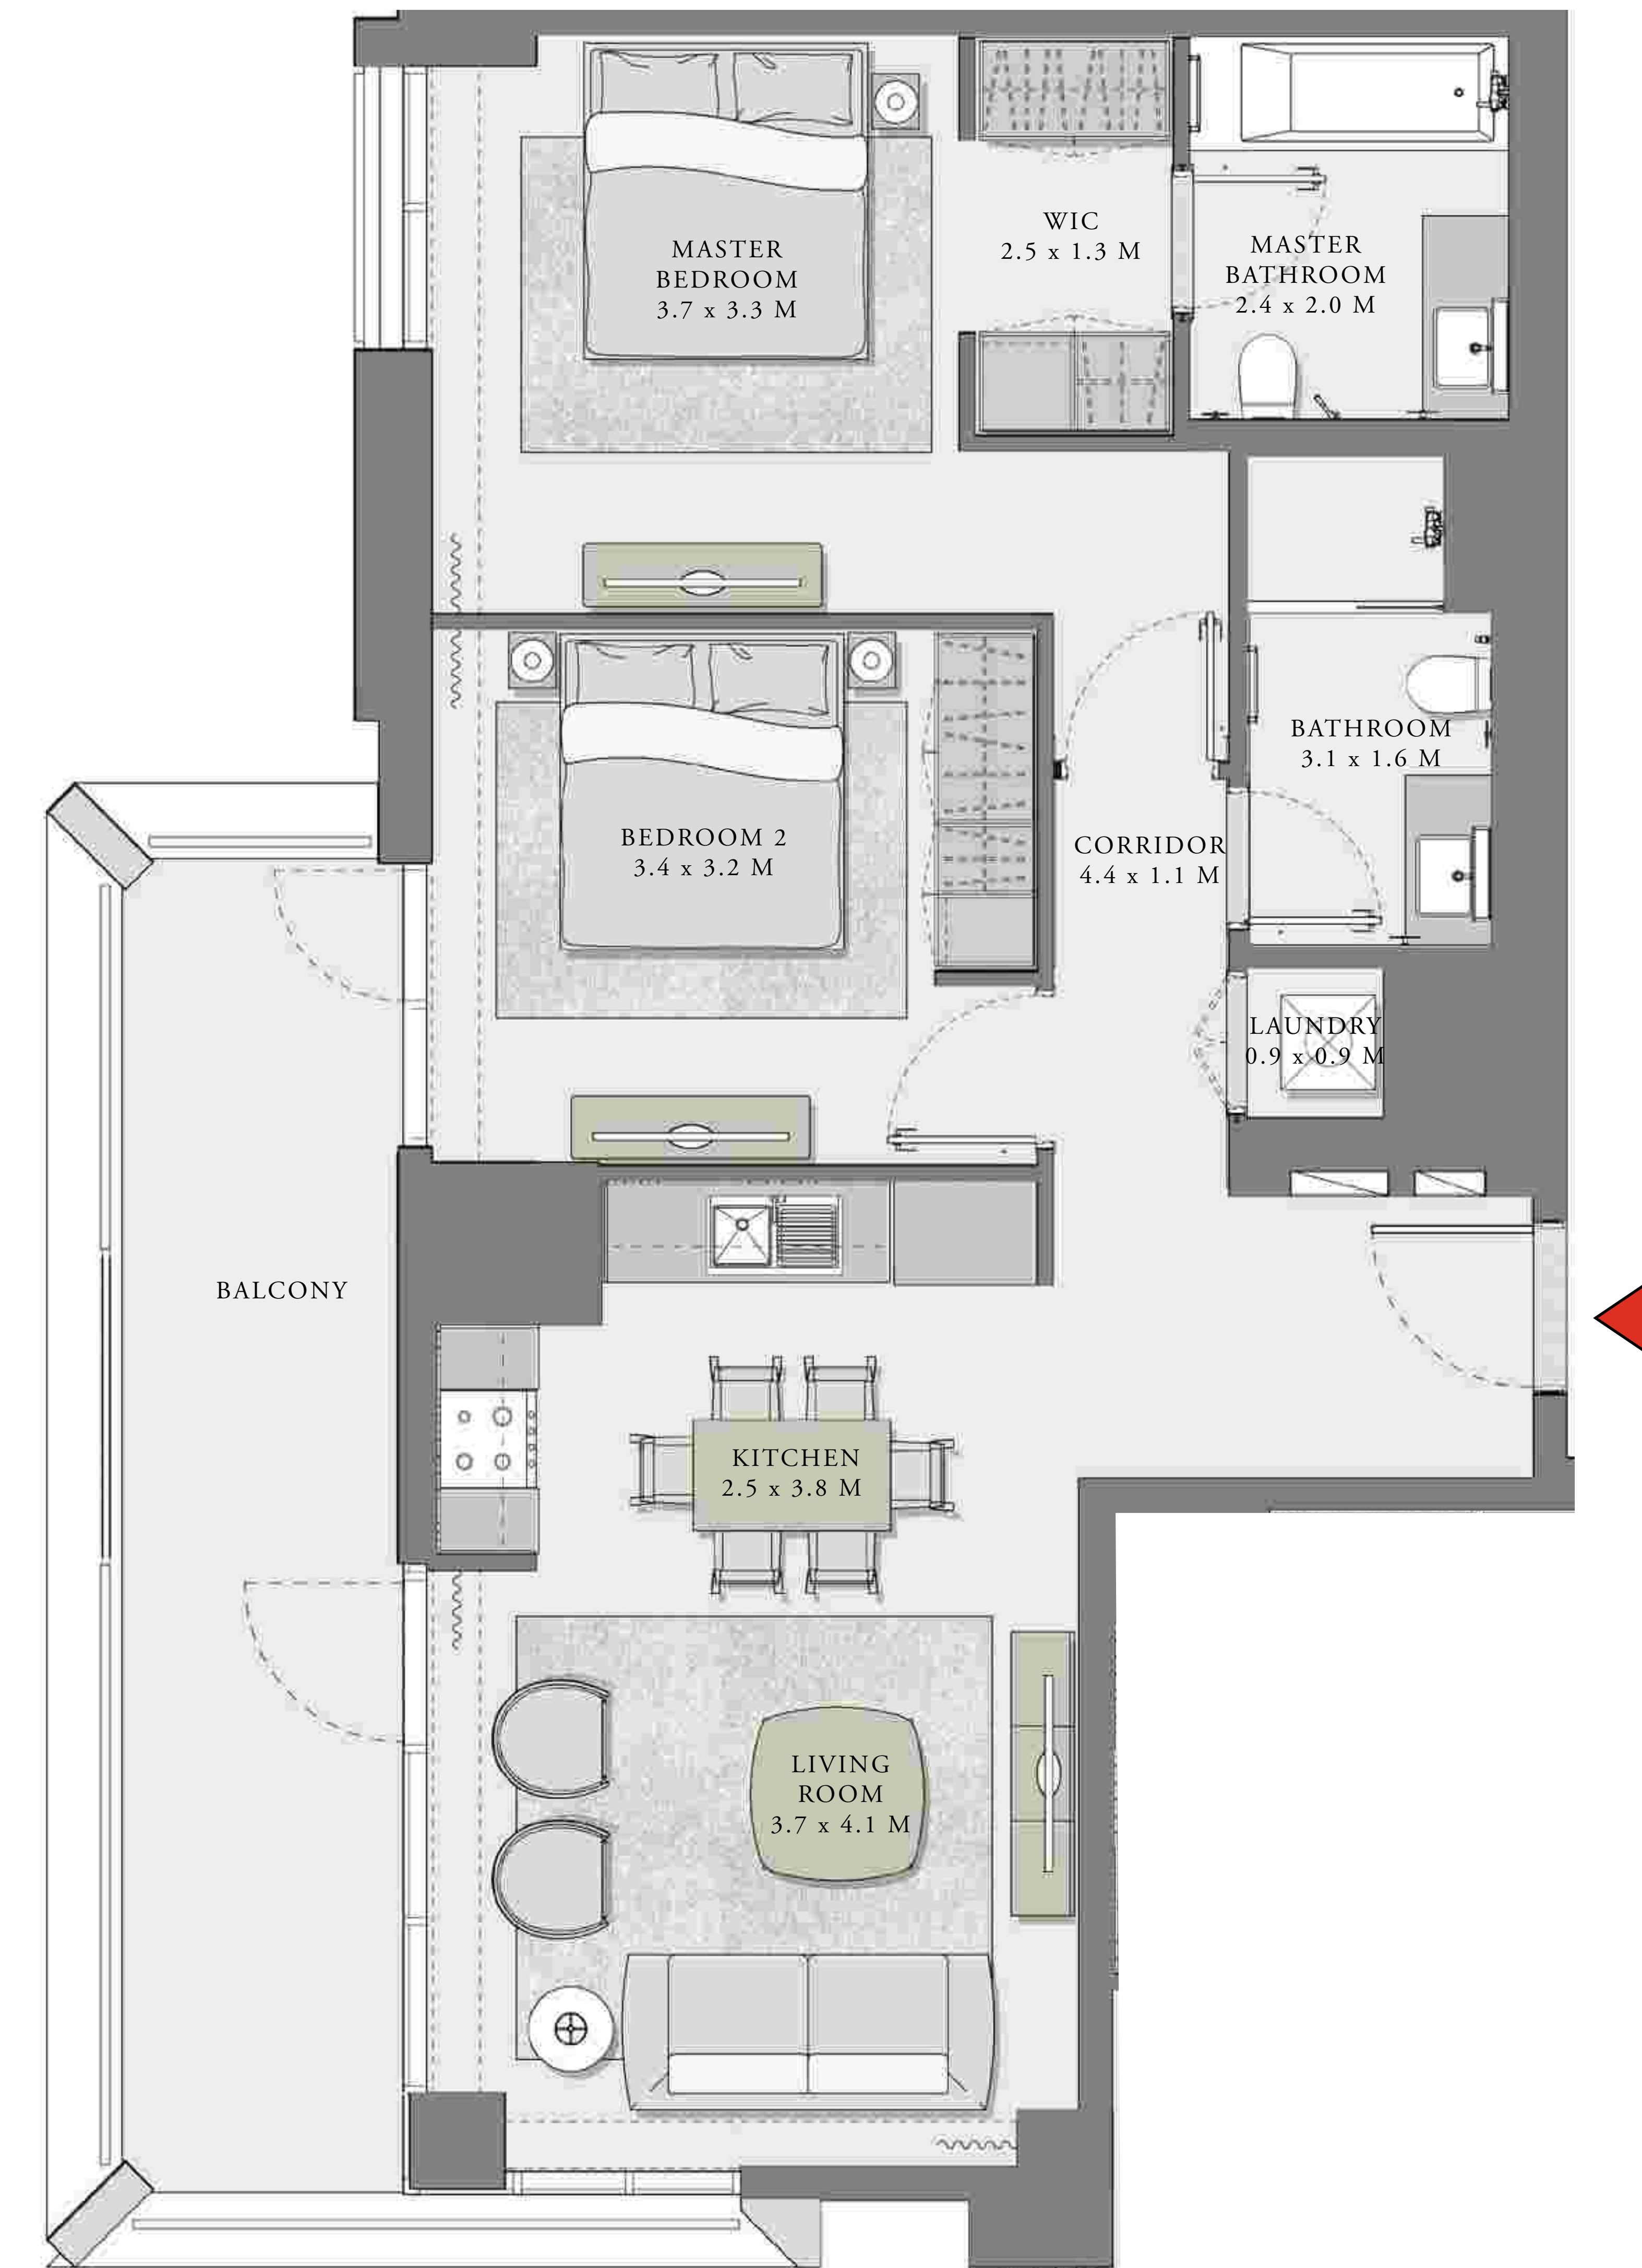 MASTER
BEDROOM
3.7 x 3.3 M
WIC
2.5 x 1.3 M
MASTER
BATHROOM
2.4 x 2.0 M
BATHROOM
3.1 x 1.6 M
BEDROOM 2
3.4 x 3.2 M
CORRIDOR
4.4 x 1.1 M
LAUNDRY
0.9 x 0.9 M
BALCONY
KITCHEN
2.5 x 3.8 M
LIVING
ROOM
3.7 x 4.1 M